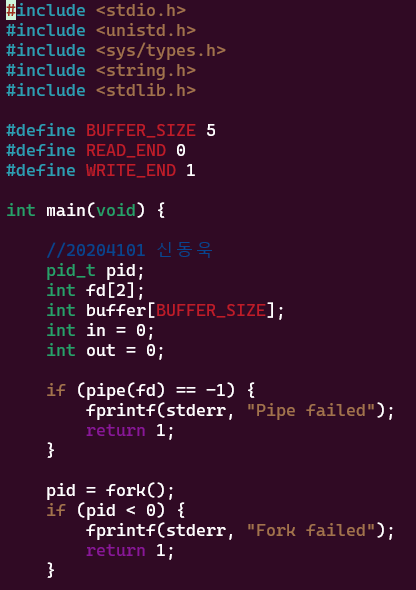 #include <stdio.h>
#include <unistd.h>
#include <sys/types.h>
#include <string.h>
#include <stdlib.h>

#define BUFFER_SIZE 5
#define READ_END 0
#define WRITE_END 1

int main(void) {

    //20204101 신동욱
    pid_t pid;
    int fd[2];
    int buffer[BUFFER_SIZE];
    int in = 0;
    int out = 0;

    if (pipe(fd) == -1) {
        fprintf(stderr, "Pipe failed");
        return 1;
    }

    pid = fork();
    if (pid < 0) {
        fprintf(stderr, "Fork failed");
        return 1;
    }